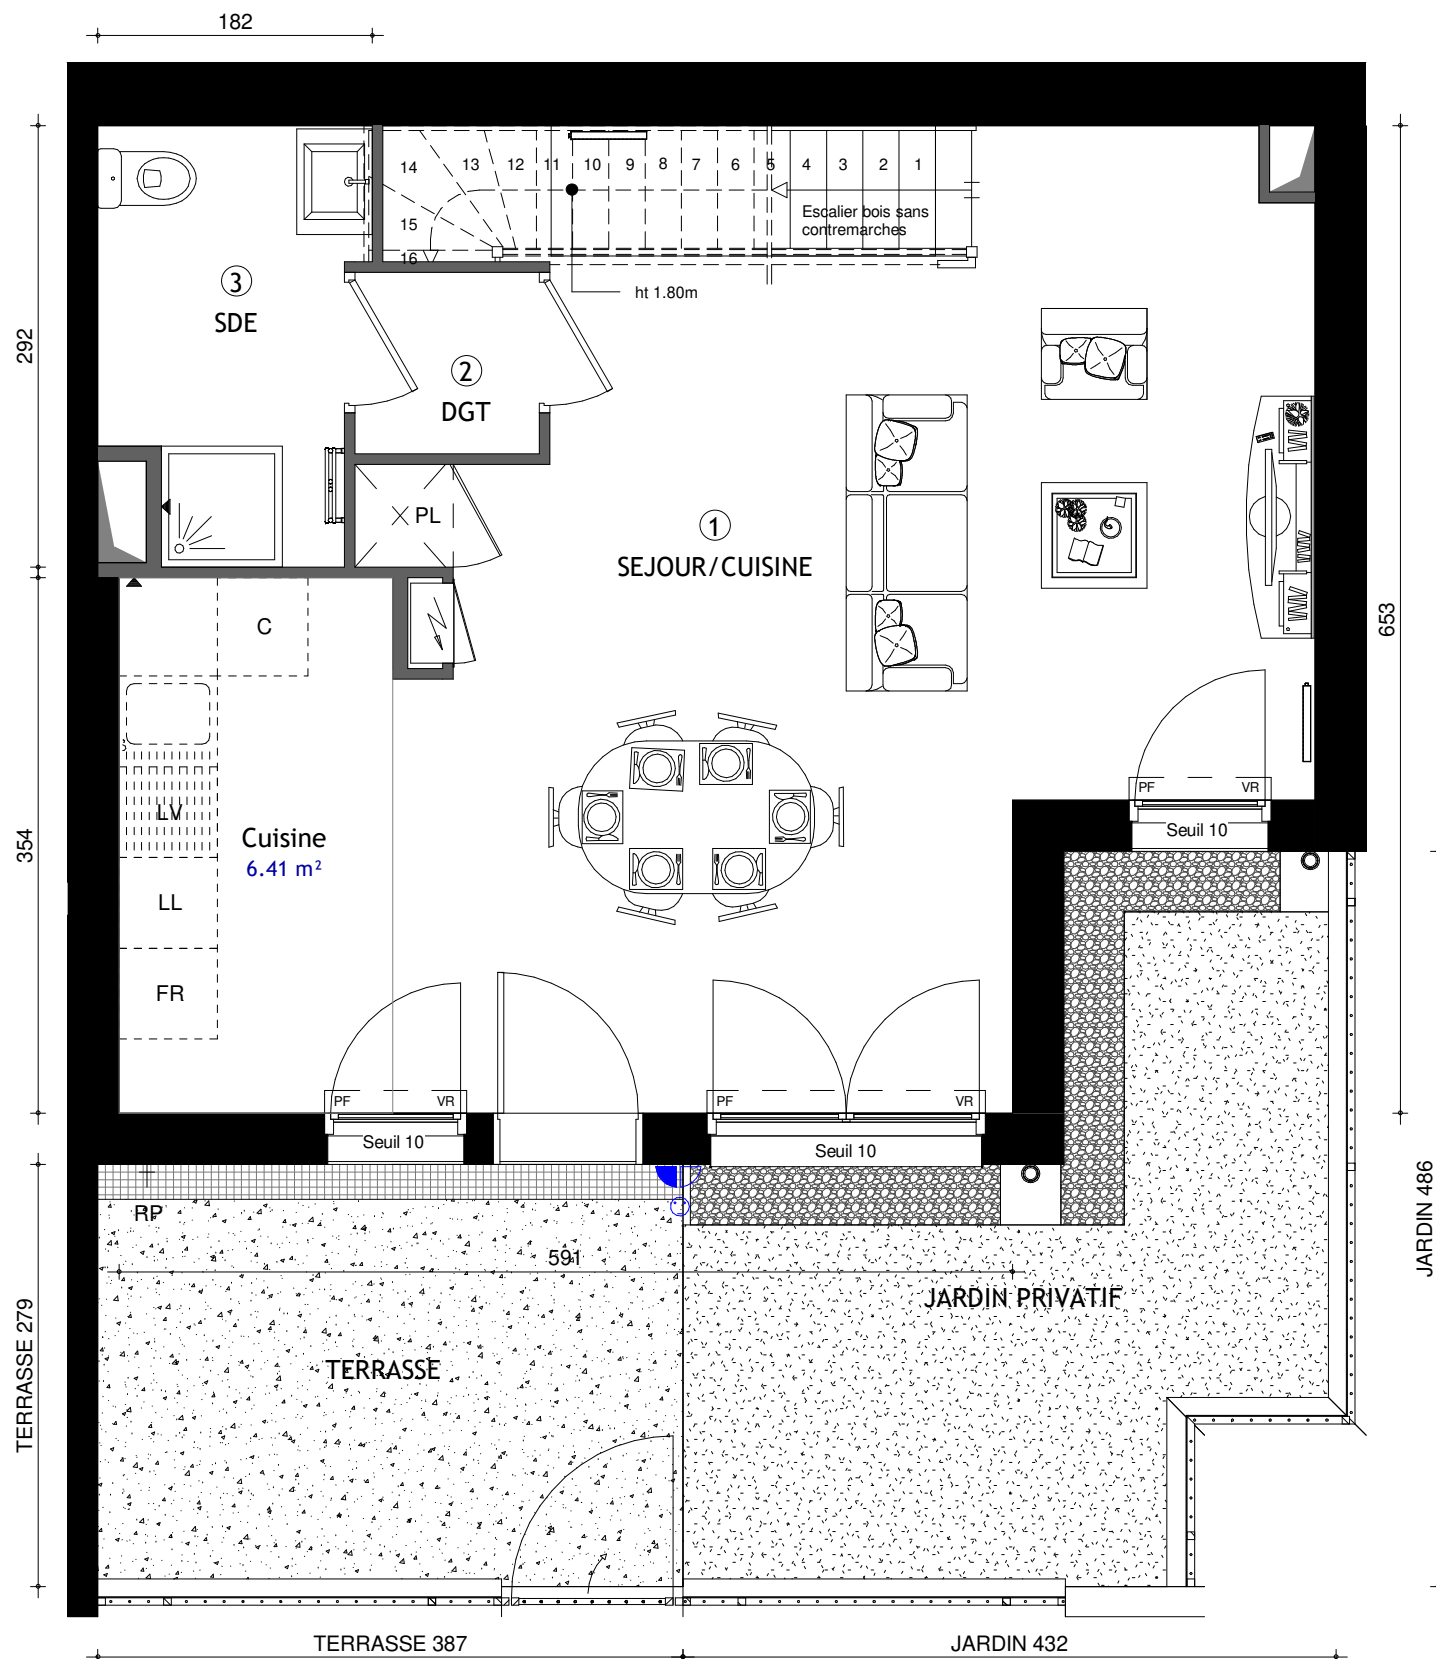 182
14
13
12
11
10
9
8
7
6
5
4
3
2
1
15
16
Escalier bois sans
contremarches
ht 1.80m
3
SDE
2
DGT
292
PL
1
SEJOUR/CUISINE
653
C
LV
Cuisine
6.41 m²
354
LL
FR
PF
VR
Seuil 10
PF
VR
Seuil 10
PF
VR
Seuil 10
RP
591
JARDIN PRIVATIF
TERRASSE
TERRASSE 279
JARDIN 486
TERRASSE 387
JARDIN 432